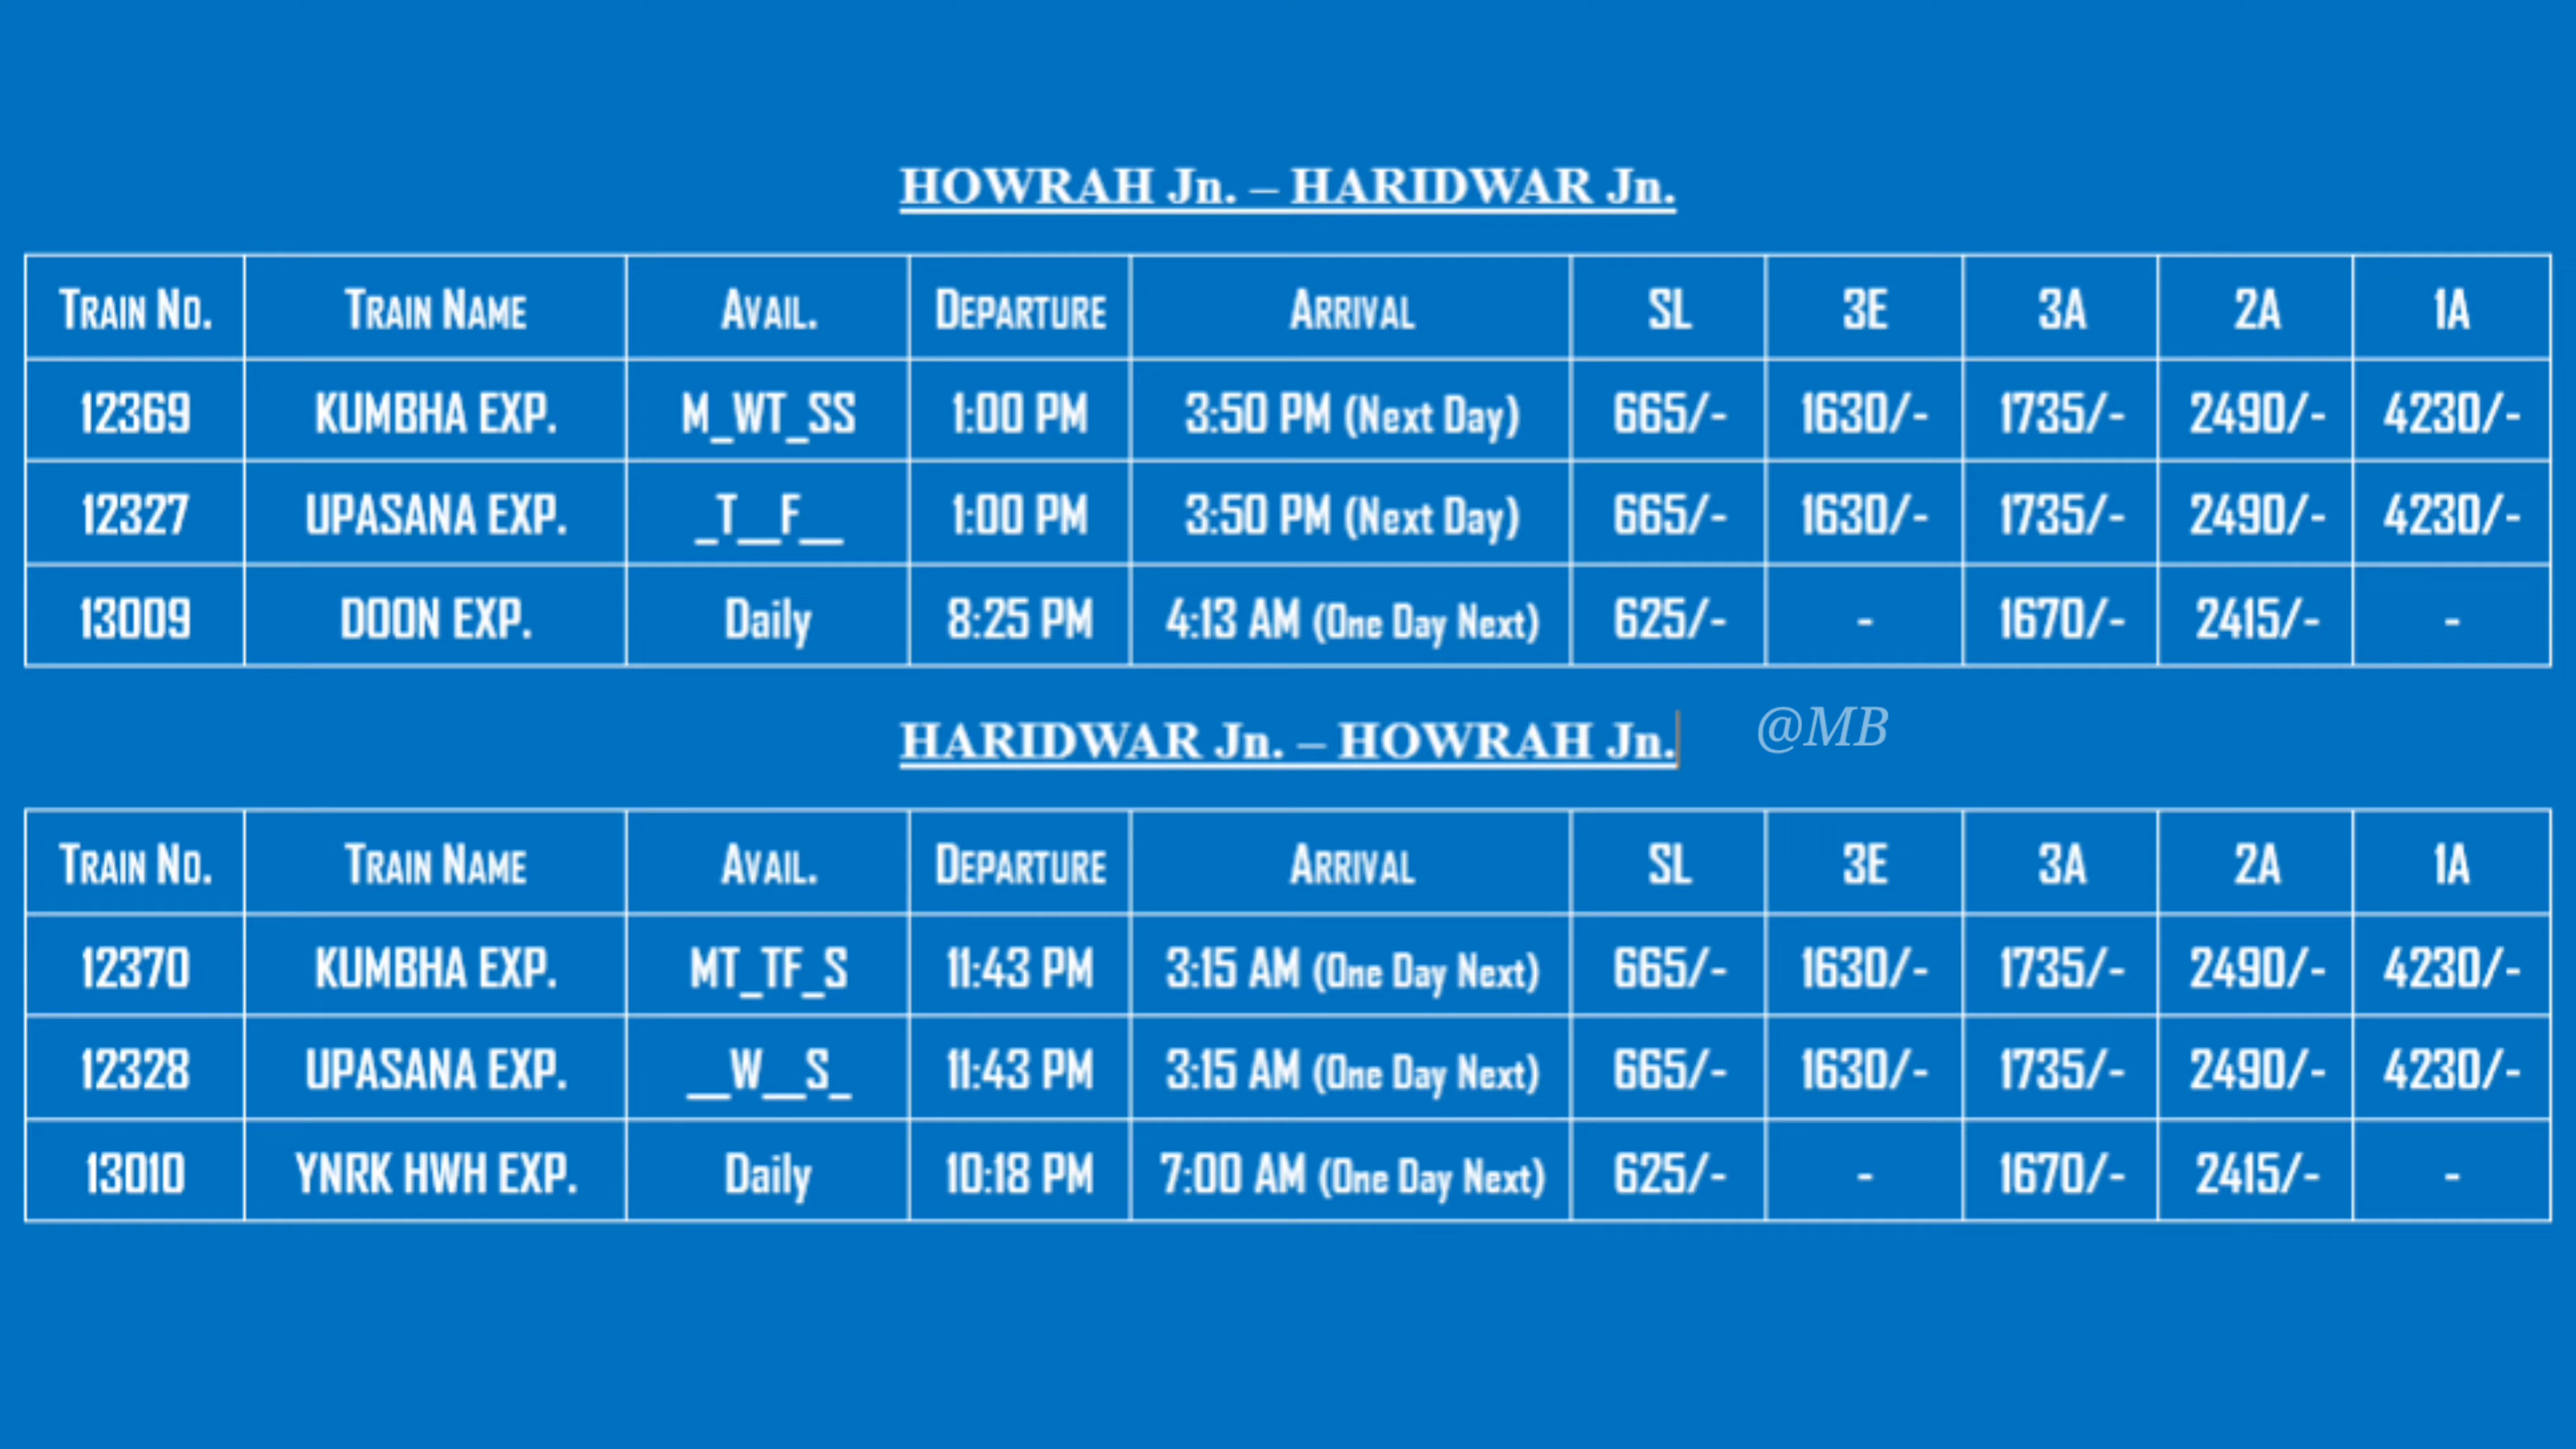 HOWRAH Jn. – HARIDWAR Jn.
TRAIN NO. TRAIN NAME AVAIL. DEPARTURE ARRIVAL SL 3E 3A 2A 1A
12369 KUMBHA EXP. M_WT_SS 1:00 PM 3:50 PM (Next Day) 665/- 1630/- 1735/- 2490/- 4230/-
12327 UPASANA EXP. _T__F__ 1:00 PM 3:50 PM (Next Day) 665/- 1630/- 1735/- 2490/- 4230/-
13009 DOON EXP. Daily 8:25 PM 4:13 AM (One Day Next) 625/- - 1670/- 2415/- -
HARIDWAR Jn. – HOWRAH Jn. @MB
TRAIN NO. TRAIN NAME AVAIL. DEPARTURE ARRIVAL SL 3E 3A 2A 1A
12370 KUMBHA EXP. MT_TF_S 11:43 PM 3:15 AM (One Day Next) 665/- 1630/- 1735/- 2490/- 4230/-
12328 UPASANA EXP. __W__S_ 11:43 PM 3:15 AM (One Day Next) 665/- 1630/- 1735/- 2490/- 4230/-
13010 YNRK HWH EXP. Daily 10:18 PM 7:00 AM (One Day Next) 625/- - 1670/- 2415/- -